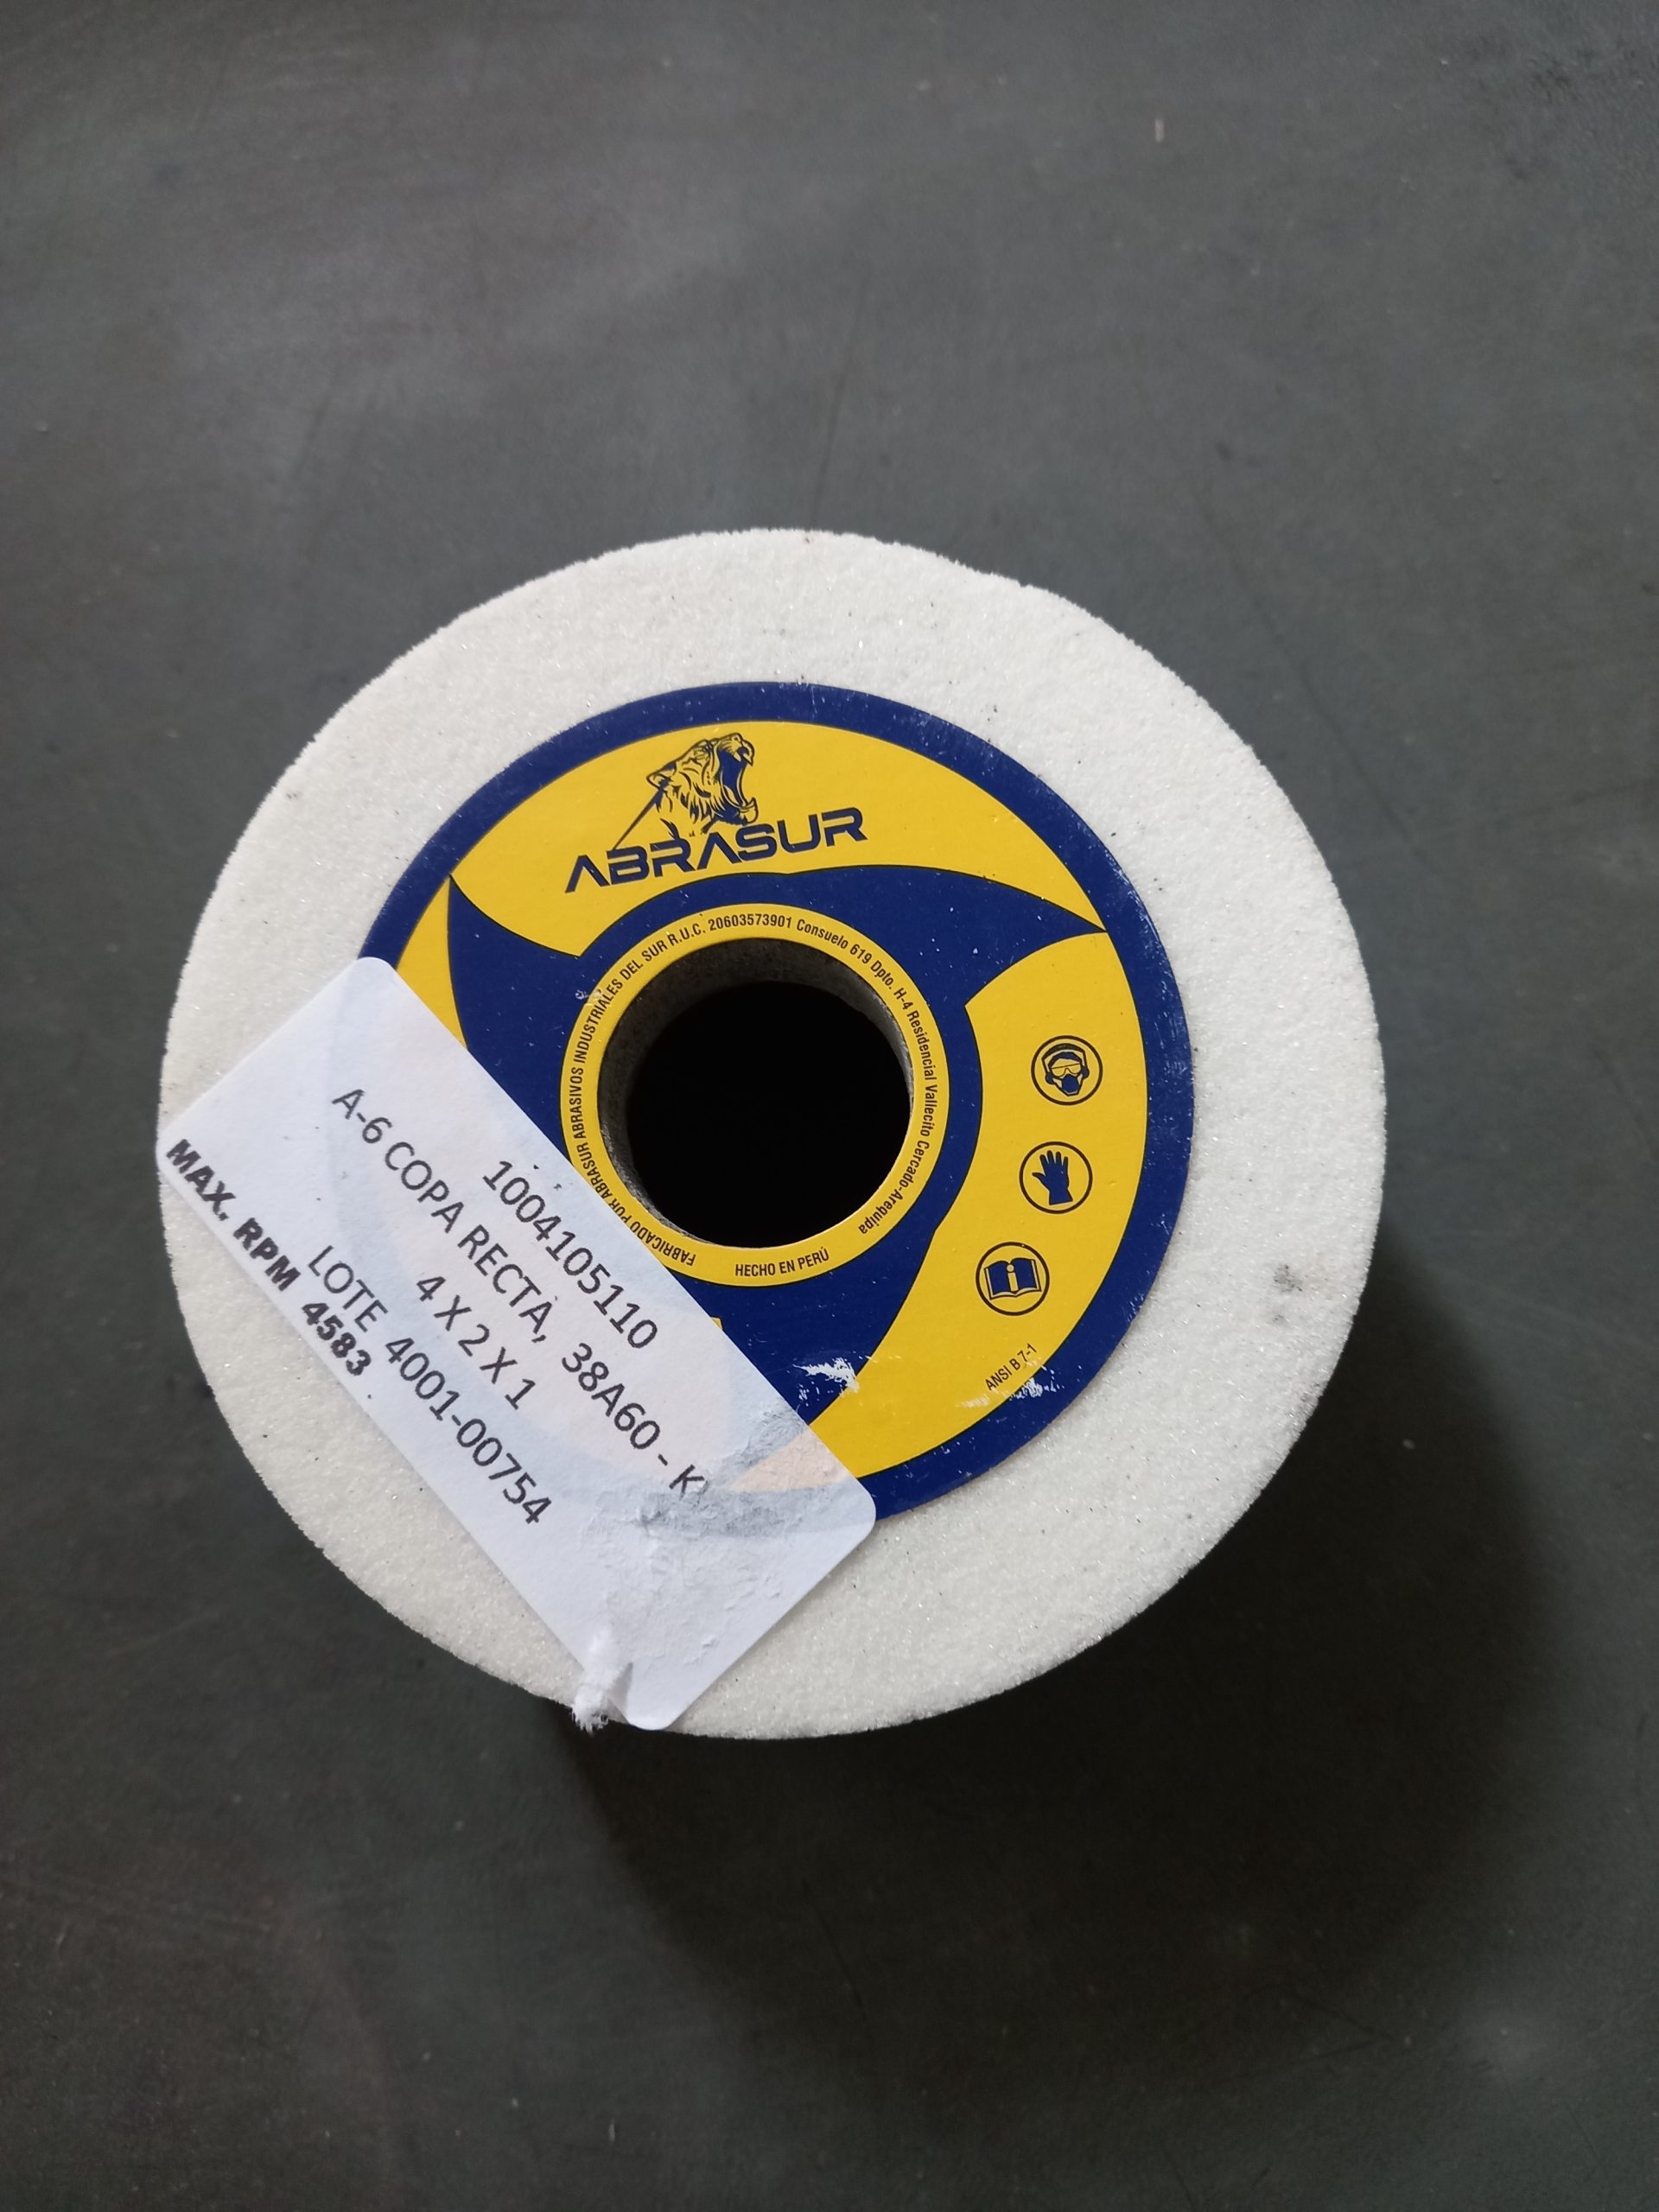 ABRASUR
FABRICADO POR ABRASUR ABRASIVOS INDUSTRIALES DEL SUR R.U.C. 20603573901 Consuelo 619 Dpto. H-4 Residencial Vallecito Cercado-Arequipa
HECHO EN PERÚ
ANSI B 7-1
1004105110
A-6 COPA RECTA, 38A60 - K
4 X 2 X 1
LOTE 4001-00754
MAX. RPM 4583